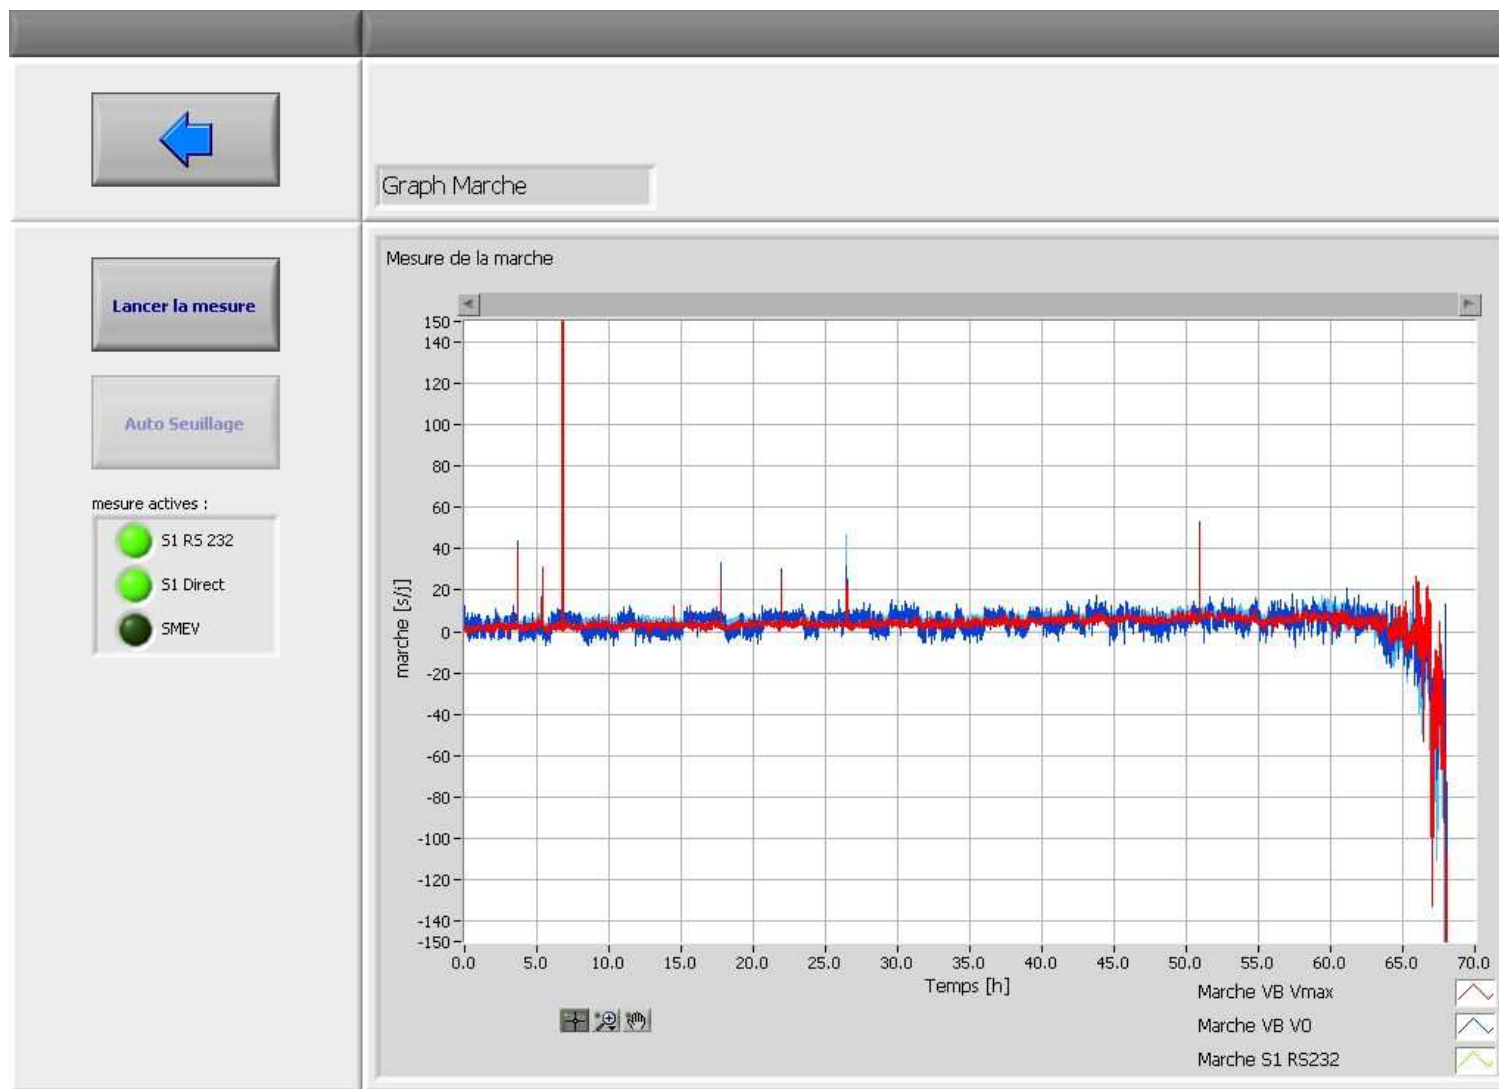 Graph Marche
Lancer la mesure
Auto Seuillage
mesure actives :
S1 RS 232
S1 Direct
SMEV
Mesure de la marche
marche [s/j]
150
140
120
100
80
60
40
20
0
-20
-40
-60
-80
-100
-120
-140
-150
0.0 5.0 10.0 15.0 20.0 25.0 30.0 35.0 40.0 45.0 50.0 55.0 60.0 65.0 70.0
Temps [h]
Marche VB Vmax
Marche VB V0
Marche S1 RS232